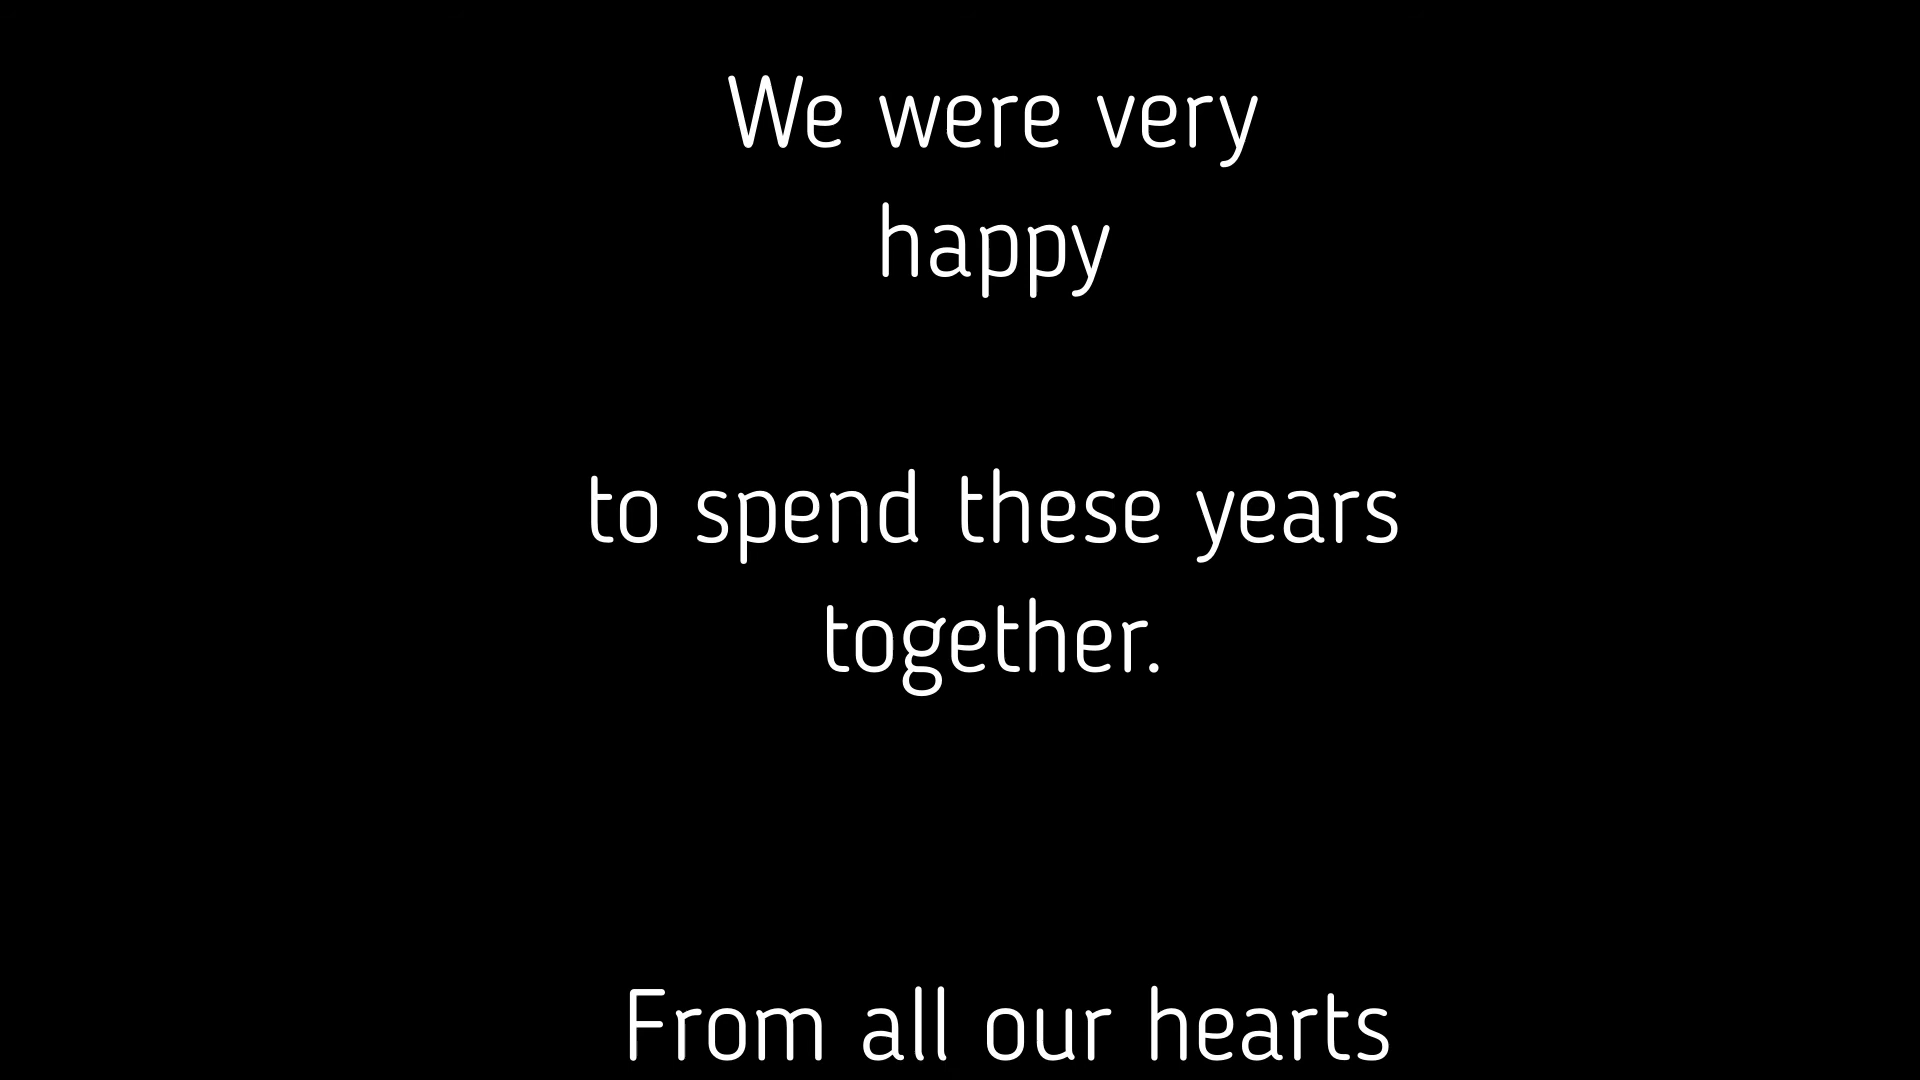 We were very
happy
to spend these years
together.
From all our hearts